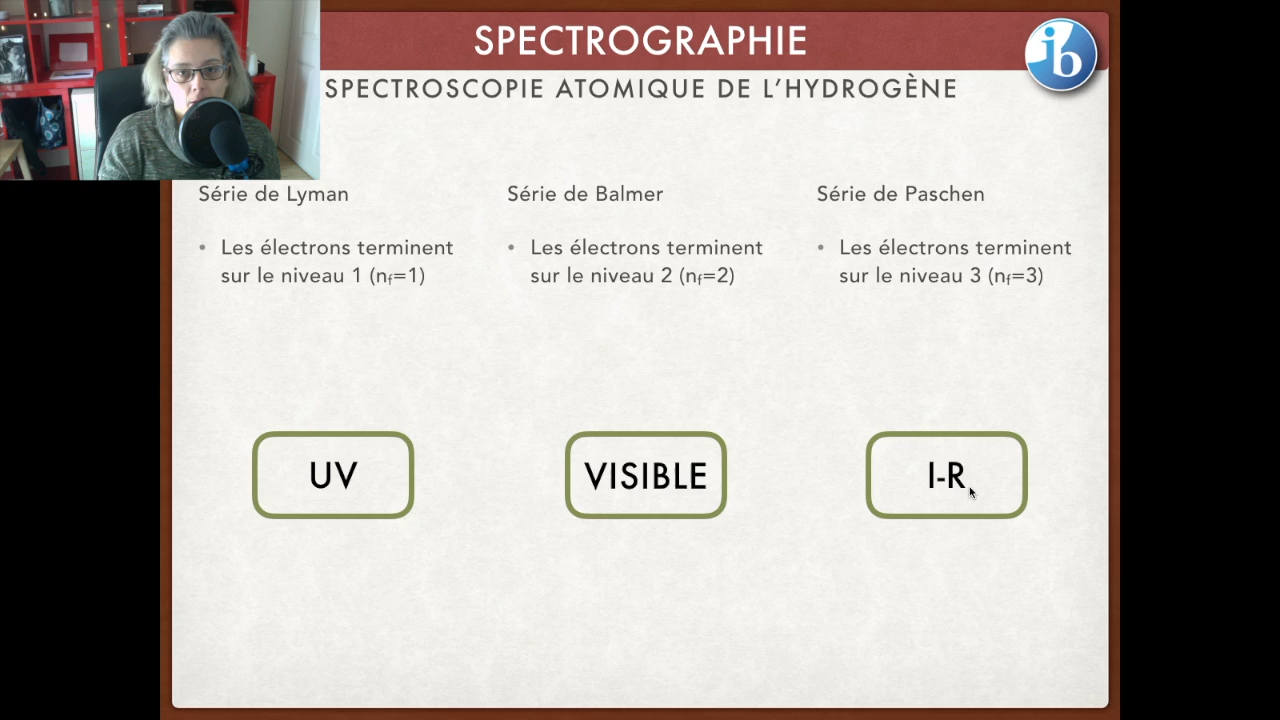 SPECTROGRAPHIE
ib
SPECTROSCOPIE ATOMIQUE DE L'HYDROGÈNE
Série de Lyman
• Les électrons terminent
sur le niveau 1 (nf=1)
Série de Balmer
• Les électrons terminent
sur le niveau 2 (nf=2)
Série de Paschen
• Les électrons terminent
sur le niveau 3 (nf=3)
UV
VISIBLE
I-R